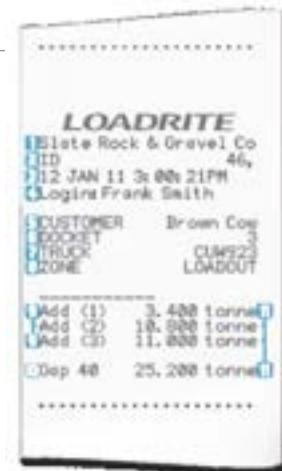 LOADRITE
Slate Rock & Gravel Co
ID 46,
12 JAN 11 3:00:21PM
Login: Frank Smith
CUSTOMER Brown Cow
DOCKET 3
TRUCK CUW923
ZONE LOADOUT
Add (1) 3.400 tonne
Add (2) 10.800 tonne
Add (3) 11.000 tonne
Gap 40 25.200 tonne